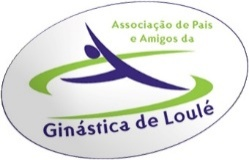 Associação de Pais
e Amigos da
Ginástica de Loulé